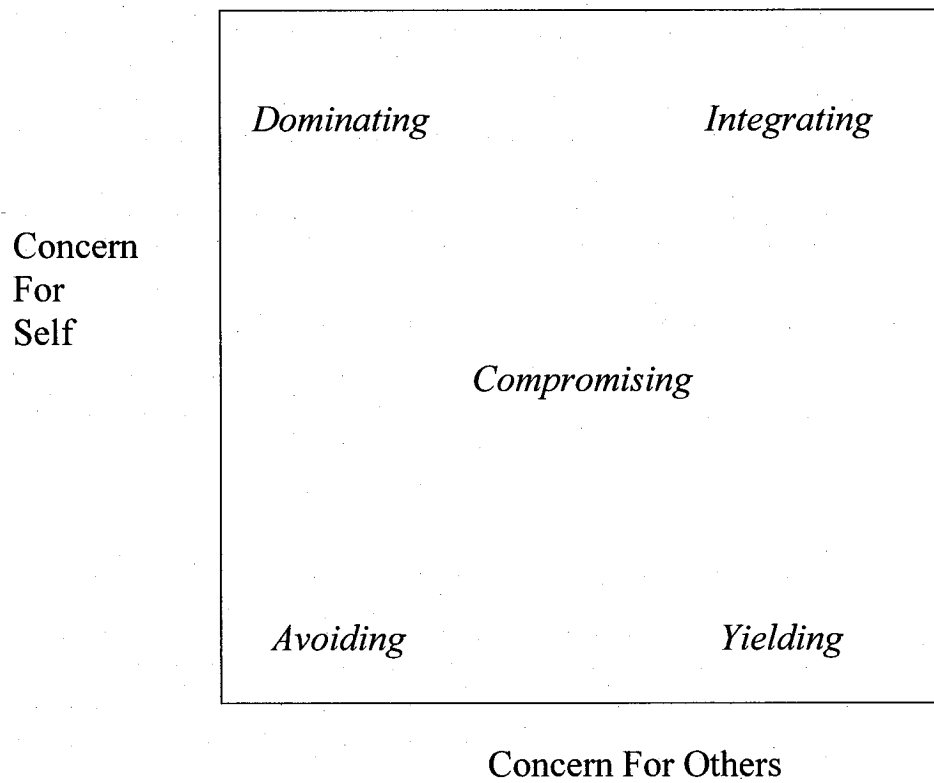 Dominating Integrating
Concern
For
Self
Compromising
Avoiding Yielding
Concern For Others